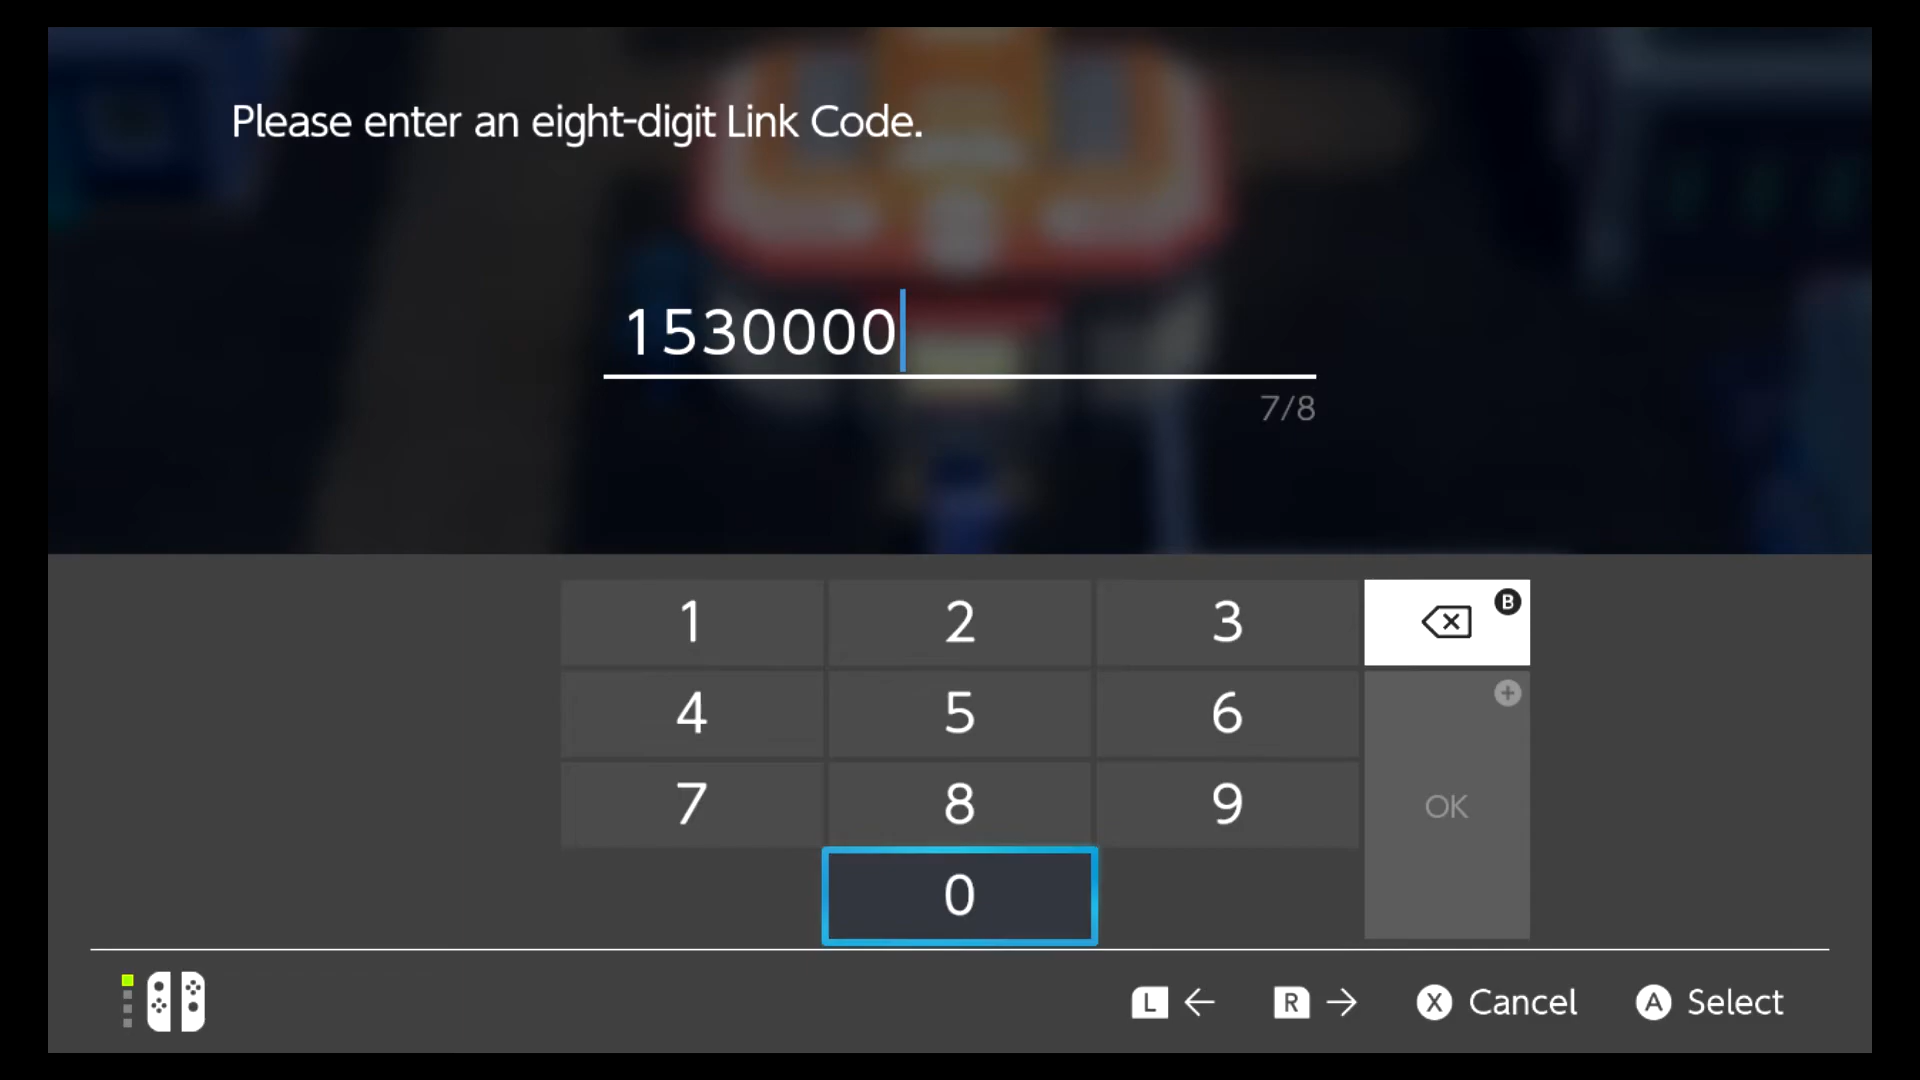 Please enter an eight-digit Link Code.
1530000
7/8
1 2 3 B
4 5 6 +
7 8 9 OK
0
L ← R → X Cancel A Select